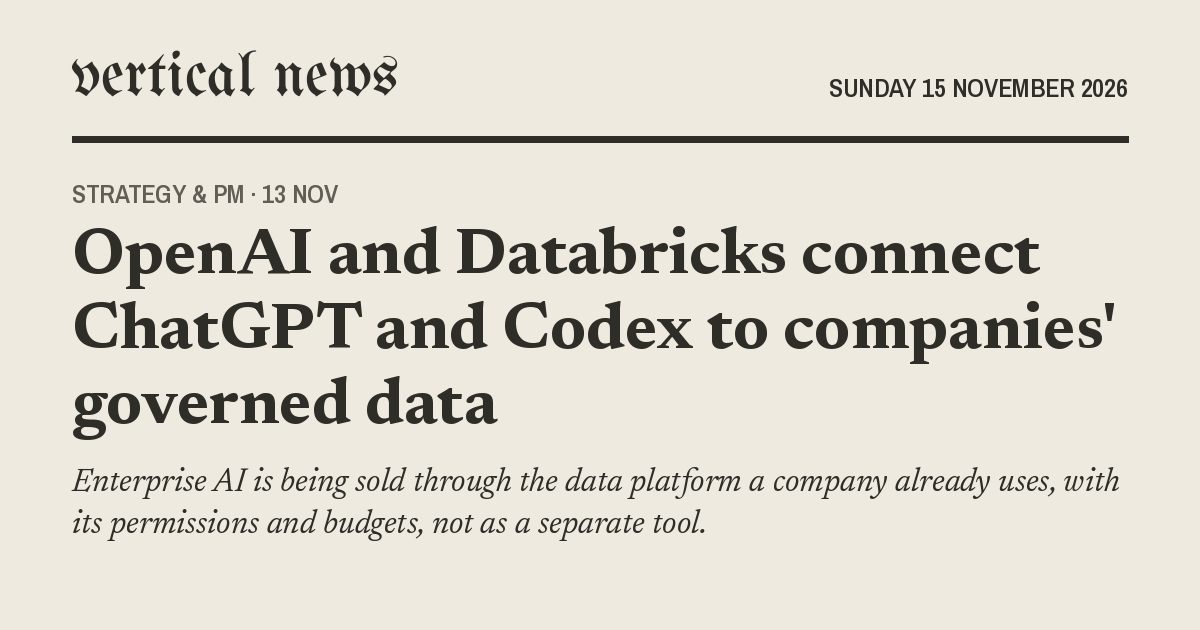 vertical news
SUNDAY 15 NOVEMBER 2026
STRATEGY & PM · 13 NOV
OpenAI and Databricks connect
ChatGPT and Codex to companies'
governed data
Enterprise AI is being sold through the data platform a company already uses, with
its permissions and budgets, not as a separate tool.